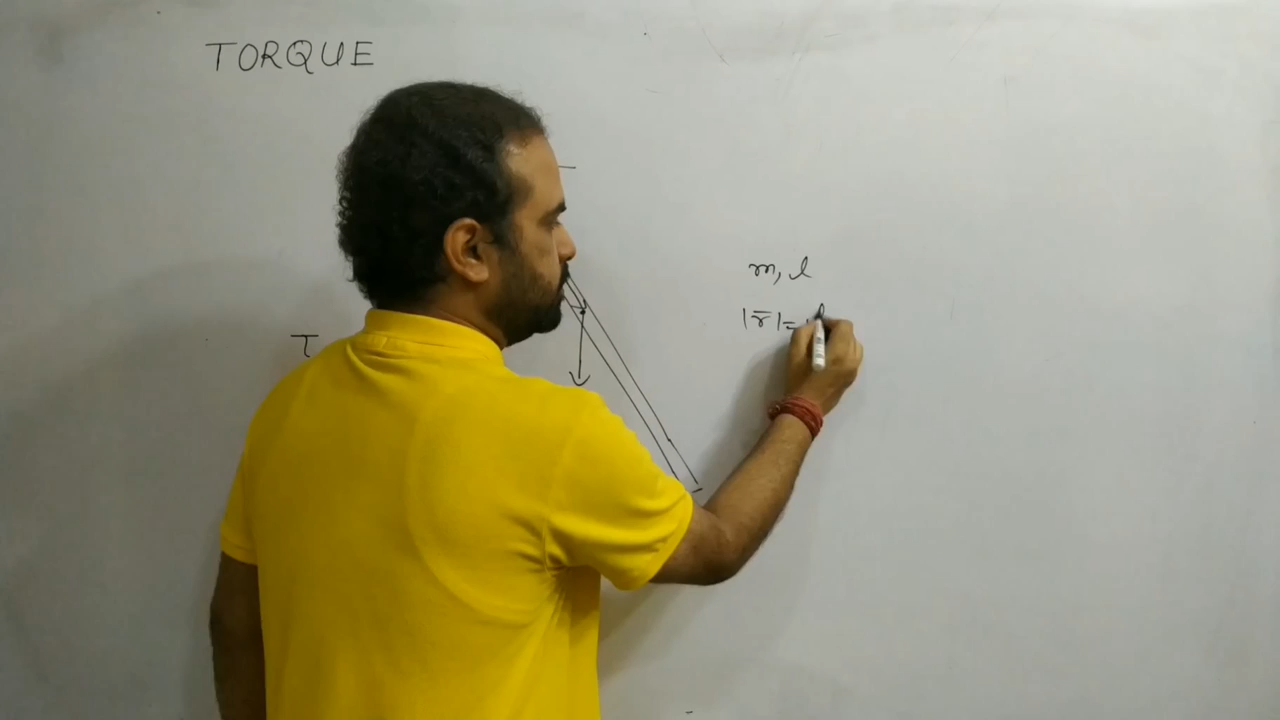 TORQUE
m, l
|r̄| =
τ